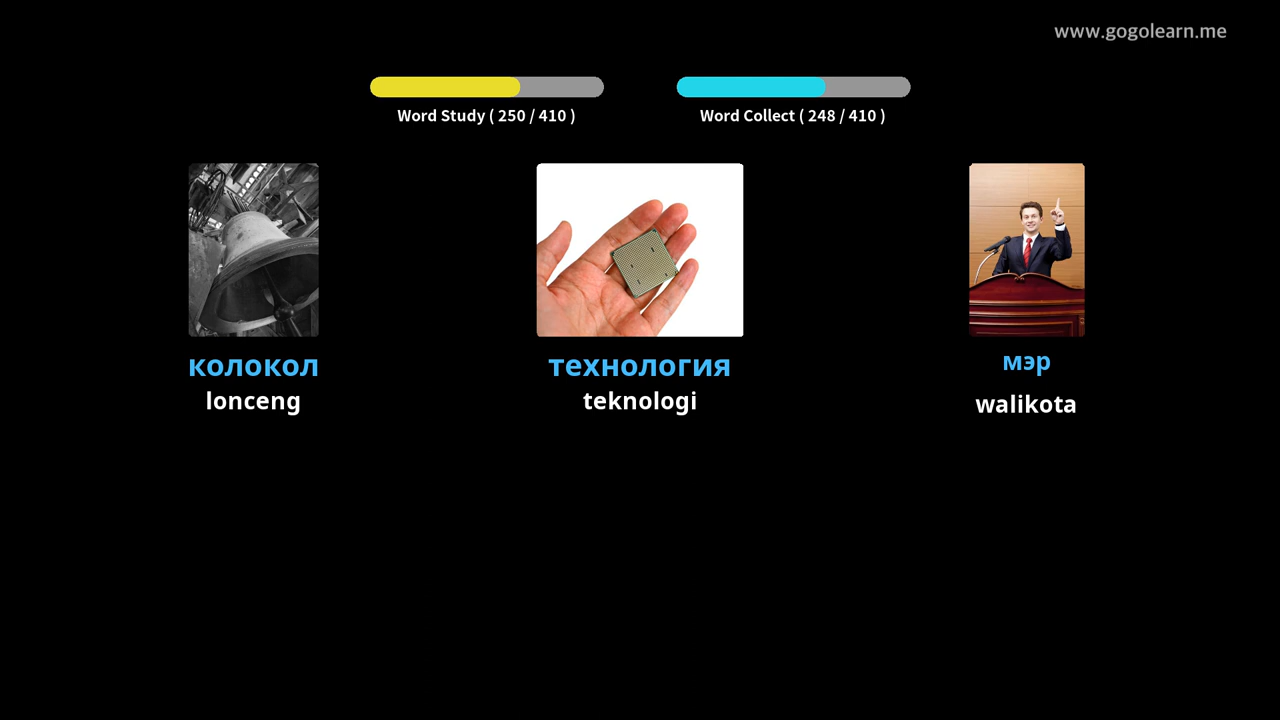 www.gogolearn.me
Word Study ( 250 / 410 )
Word Collect ( 248 / 410 )
колокол
lonceng
технология
teknologi
мэр
walikota